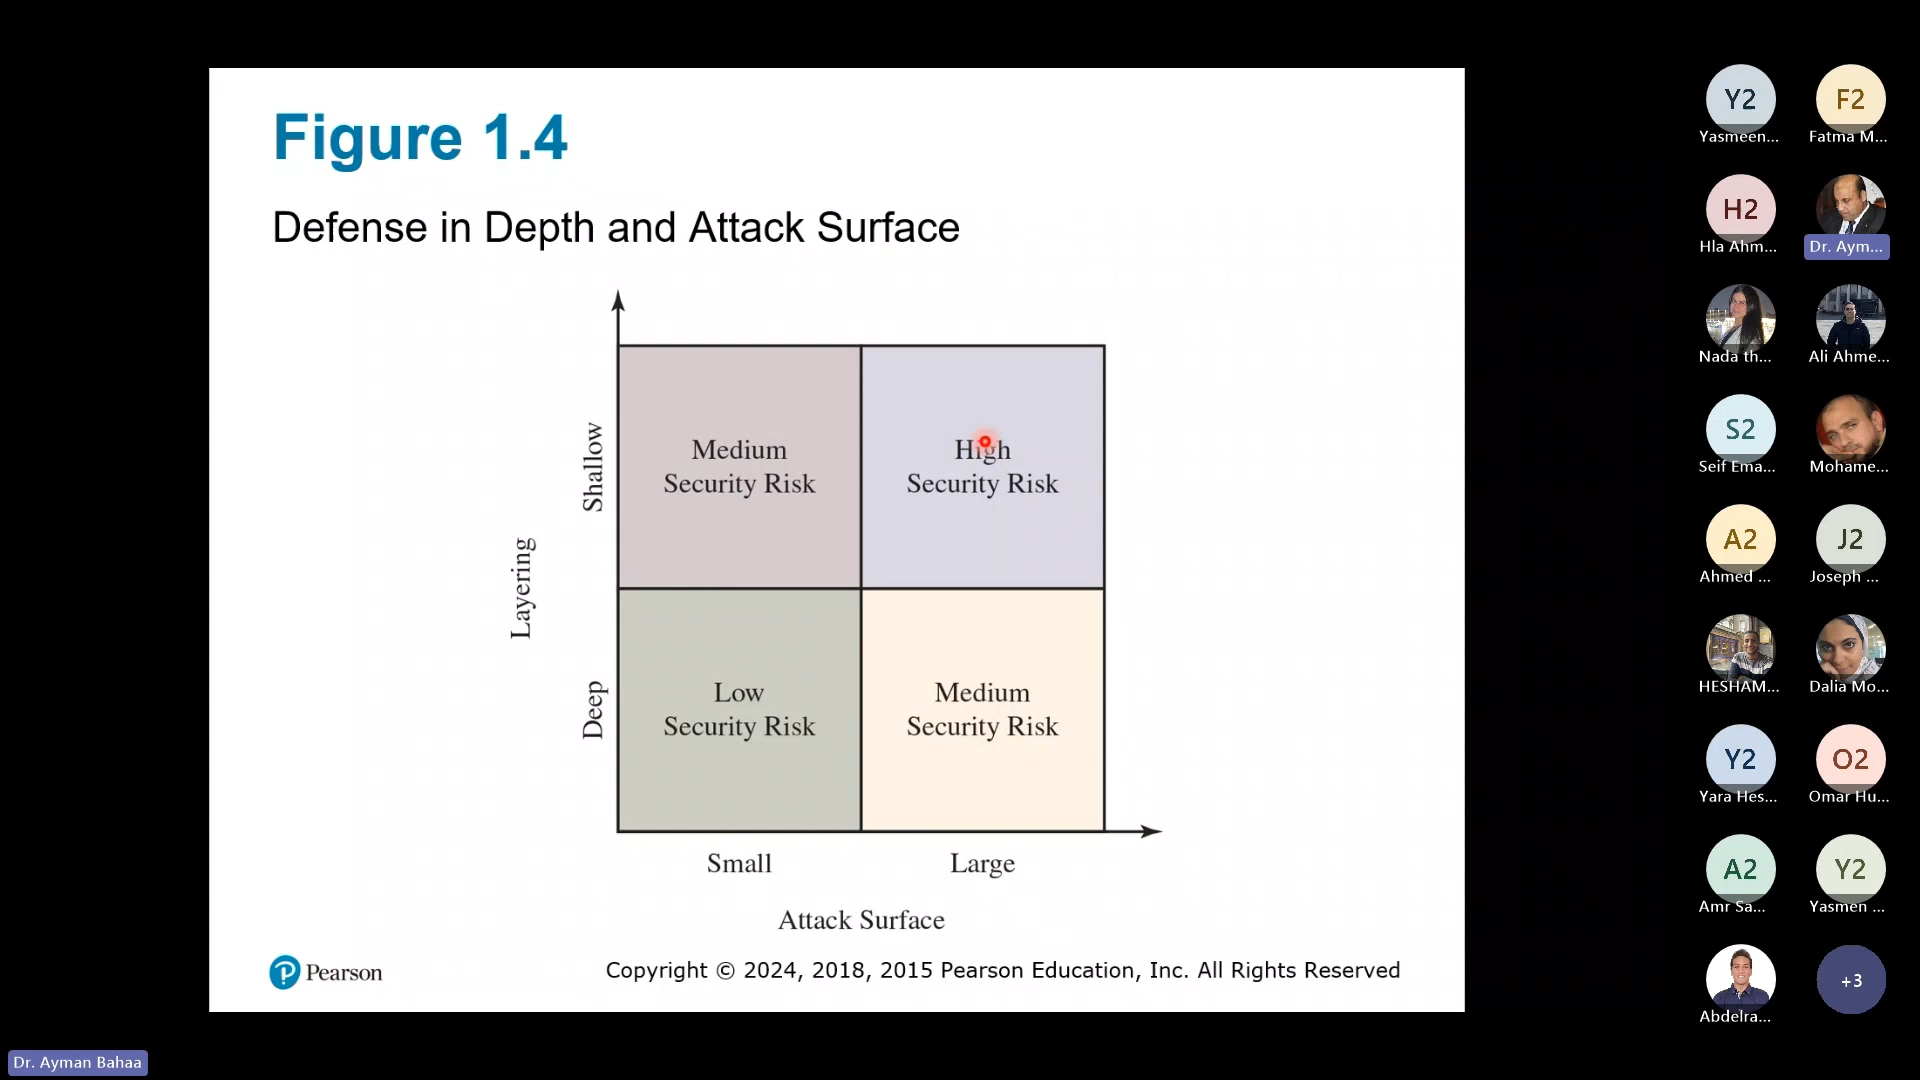 Figure 1.4
Defense in Depth and Attack Surface
Layering
Shallow
Deep
Medium
Security Risk
High
Security Risk
Low
Security Risk
Medium
Security Risk
Small
Large
Attack Surface
Pearson
Copyright © 2024, 2018, 2015 Pearson Education, Inc. All Rights Reserved
Y2
Yasmeen...
F2
Fatma M...
H2
Hla Ahm...
Dr. Aym...
Nada th...
Ali Ahme...
S2
Seif Ema...
Mohame...
A2
Ahmed ...
J2
Joseph ...
HESHAM...
Dalia Mo...
Y2
Yara Hes...
O2
Omar Hu...
A2
Amr Sa...
Y2
Yasmen ...
Abdelra...
+3
Dr. Ayman Bahaa